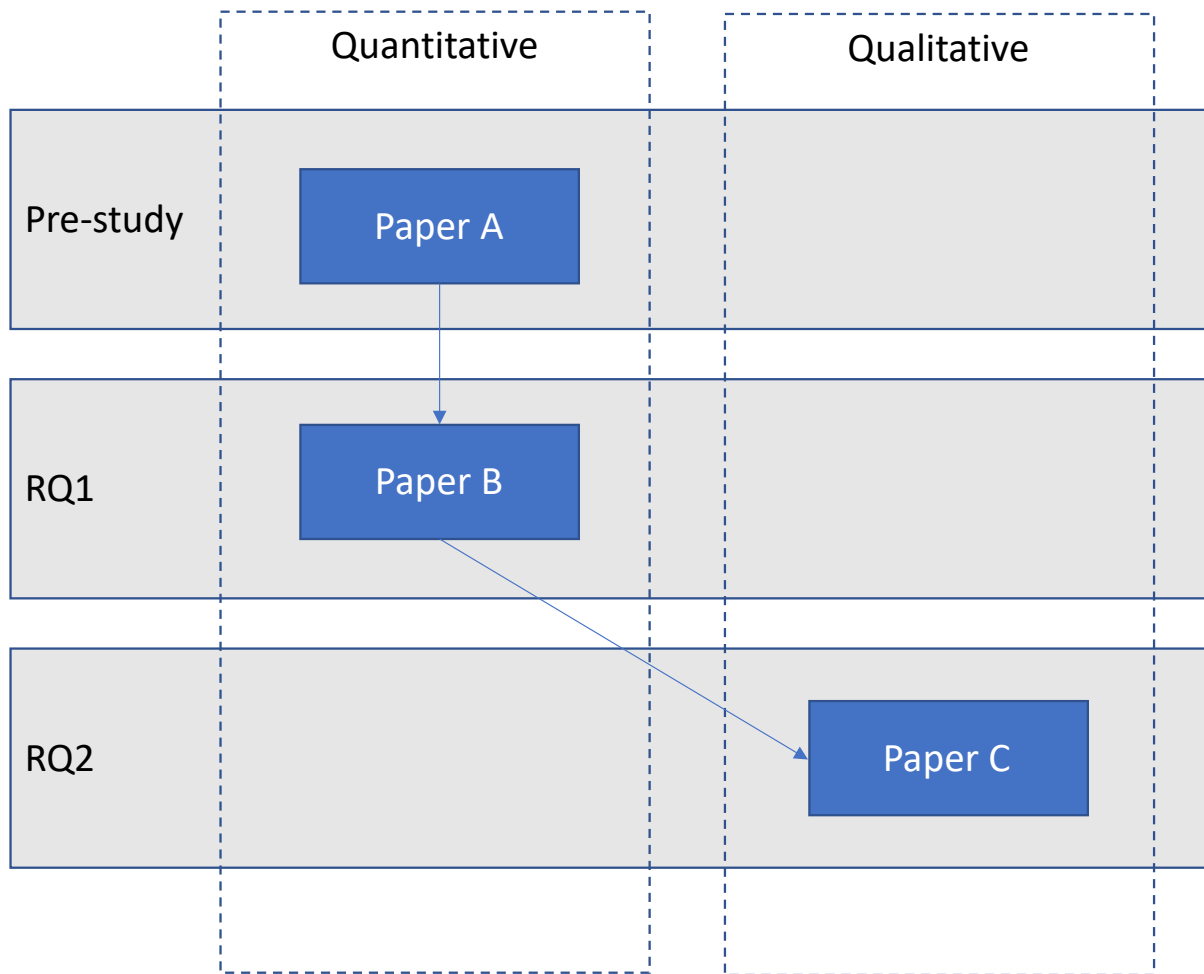 Quantitative
Qualitative
Pre-study
Paper A
RQ1
Paper B
RQ2
Paper C